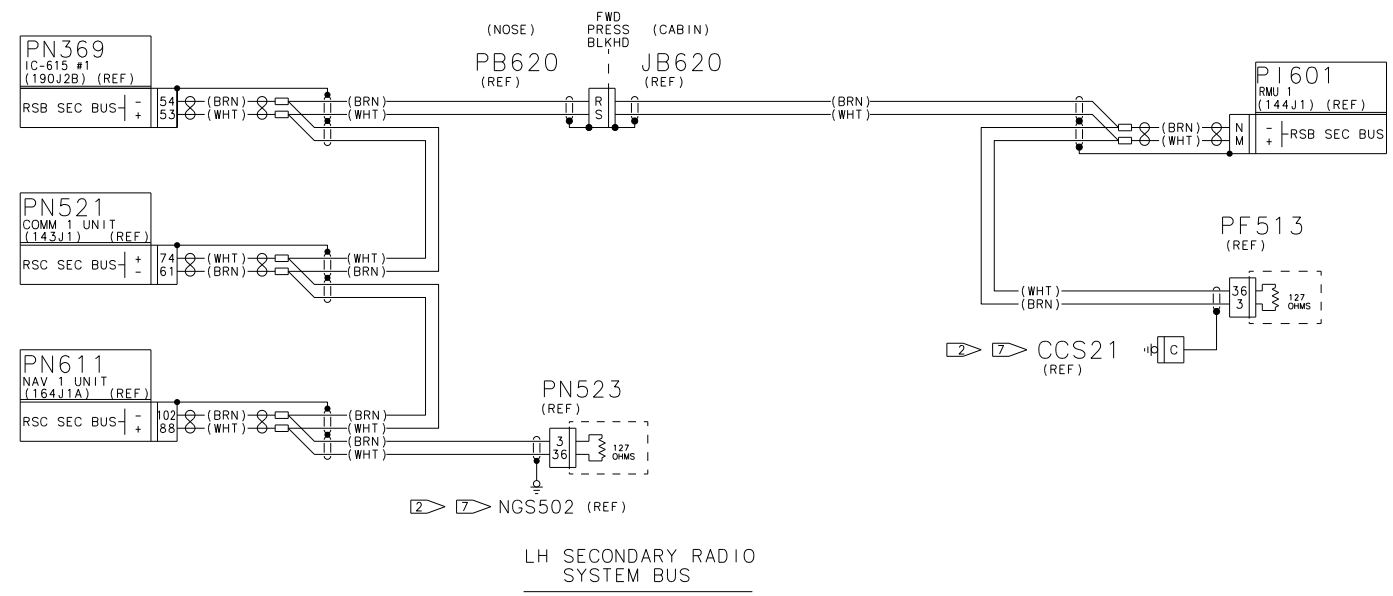 FWD
PRESS
BLKHD
(NOSE)
(CABIN)
PB620
(REF)
JB620
(REF)
R
S
PN369
IC-615 #1
(190J2B) (REF)
RSB SEC BUS
-
+
54
53
(BRN)
(WHT)
(BRN)
(WHT)
(BRN)
(WHT)
PI601
RMU 1
(144J1) (REF)
(BRN)
(WHT)
N
M
-
+
RSB SEC BUS
PN521
COMM 1 UNIT
(143J1) (REF)
RSC SEC BUS
+
-
74
61
(WHT)
(BRN)
(WHT)
(BRN)
PF513
(REF)
(WHT)
(BRN)
36
3
127
OHMS
2
7
CCS21
(REF)
C
PN611
NAV 1 UNIT
(164J1A) (REF)
RSC SEC BUS
-
+
102
88
(BRN)
(WHT)
(BRN)
(WHT)
(BRN)
(WHT)
PN523
(REF)
3
36
127
OHMS
2
7
NGS502 (REF)
LH SECONDARY RADIO
SYSTEM BUS